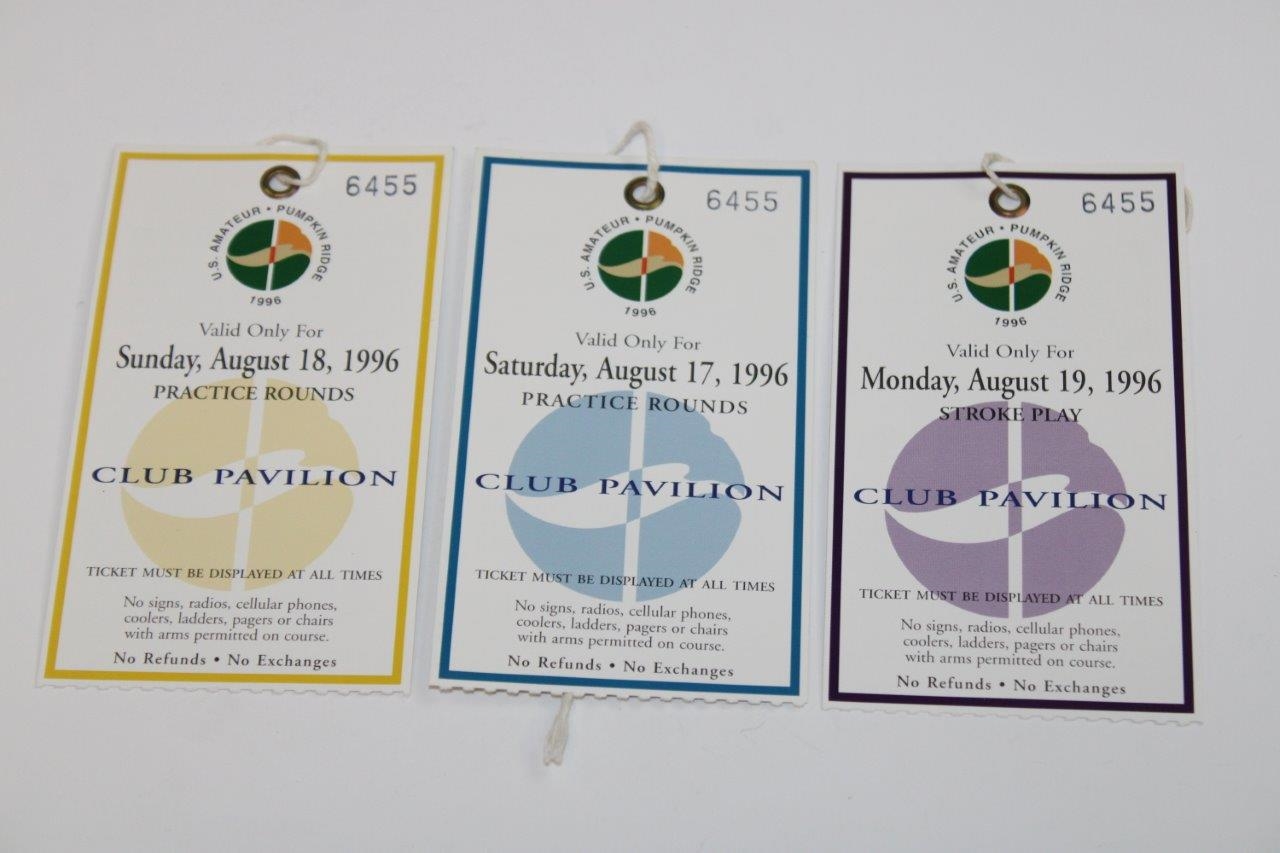 6455
U.S. AMATEUR • PUMPKIN RIDGE
1996
Valid Only For
Sunday, August 18, 1996
PRACTICE ROUNDS
CLUB PAVILION
TICKET MUST BE DISPLAYED AT ALL TIMES
No signs, radios, cellular phones,
coolers, ladders, pagers or chairs
with arms permitted on course.
No Refunds • No Exchanges
6455
U.S. AMATEUR • PUMPKIN RIDGE
1996
Valid Only For
Saturday, August 17, 1996
PRACTICE ROUNDS
CLUB PAVILION
TICKET MUST BE DISPLAYED AT ALL TIMES
No signs, radios, cellular phones,
coolers, ladders, pagers or chairs
with arms permitted on course.
No Refunds • No Exchanges
6455
U.S. AMATEUR • PUMPKIN RIDGE
1996
Valid Only For
Monday, August 19, 1996
STROKE PLAY
CLUB PAVILION
TICKET MUST BE DISPLAYED AT ALL TIMES
No signs, radios, cellular phones,
coolers, ladders, pagers or chairs
with arms permitted on course.
No Refunds • No Exchanges